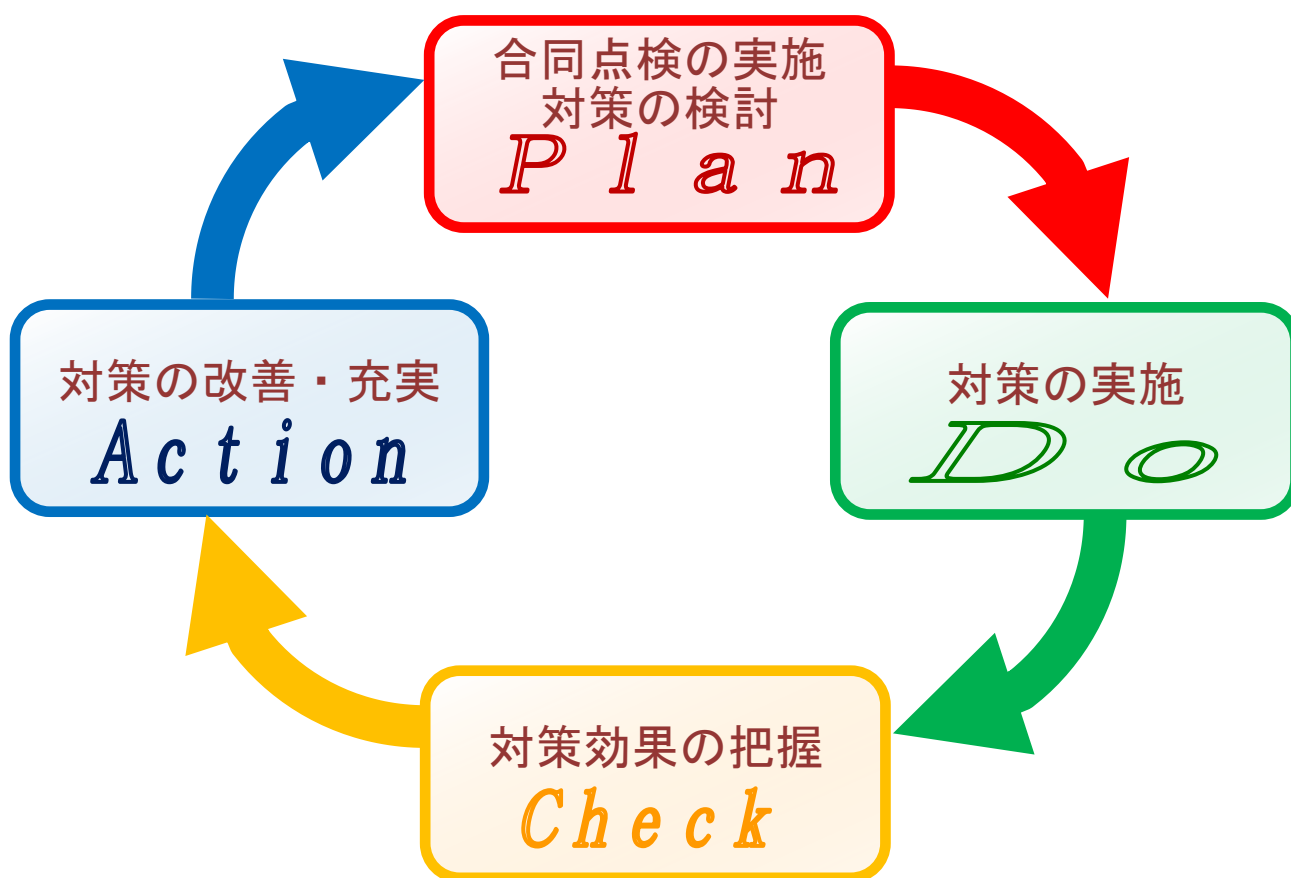 合同点検の実施
対策の検討
Ｐｌａｎ
対策の実施
Ｄｏ
対策効果の把握
Ｃｈｅｃｋ
対策の改善・充実
Ａｃｔｉｏｎ